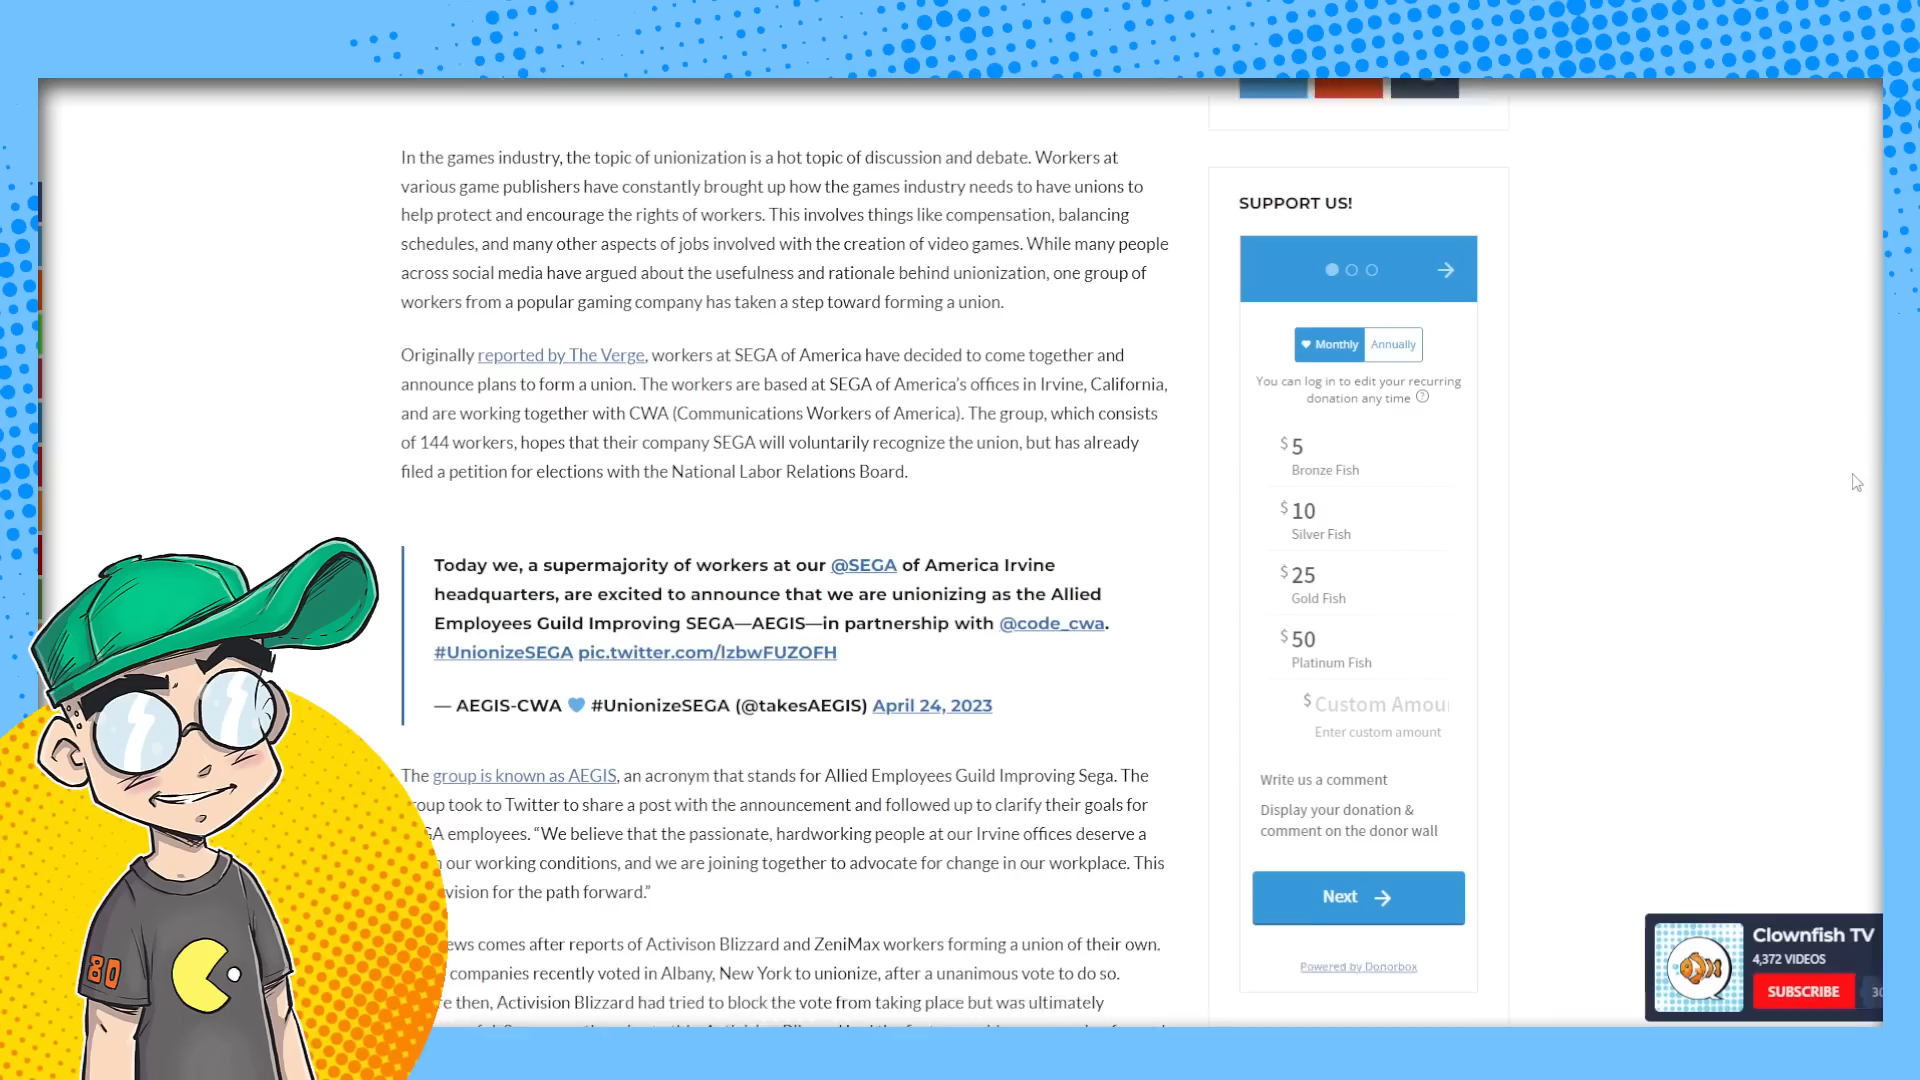 In the games industry, the topic of unionization is a hot topic of discussion and debate. Workers at
various game publishers have constantly brought up how the games industry needs to have unions to
help protect and encourage the rights of workers. This involves things like compensation, balancing
schedules, and many other aspects of jobs involved with the creation of video games. While many people
across social media have argued about the usefulness and rationale behind unionization, one group of
workers from a popular gaming company has taken a step toward forming a union.
Originally reported by The Verge, workers at SEGA of America have decided to come together and
announce plans to form a union. The workers are based at SEGA of America's offices in Irvine, California,
and are working together with CWA (Communications Workers of America). The group, which consists
of 144 workers, hopes that their company SEGA will voluntarily recognize the union, but has already
filed a petition for elections with the National Labor Relations Board.
Today we, a supermajority of workers at our @SEGA of America Irvine
headquarters, are excited to announce that we are unionizing as the Allied
Employees Guild Improving SEGA—AEGIS—in partnership with @code_cwa.
#UnionizeSEGA pic.twitter.com/lzbwFUZOFH
— AEGIS-CWA 💙 #UnionizeSEGA (@takesAEGIS) April 24, 2023
The group is known as AEGIS, an acronym that stands for Allied Employees Guild Improving Sega. The
oup took to Twitter to share a post with the announcement and followed up to clarify their goals for
GA employees. “We believe that the passionate, hardworking people at our Irvine offices deserve a
our working conditions, and we are joining together to advocate for change in our workplace. This
vision for the path forward.”
ews comes after reports of Activison Blizzard and ZeniMax workers forming a union of their own.
companies recently voted in Albany, New York to unionize, after a unanimous vote to do so.
e then, Activision Blizzard had tried to block the vote from taking place but was ultimately
SUPPORT US!
Monthly
Annually
You can log in to edit your recurring
donation any time ?
$ 5
Bronze Fish
$ 10
Silver Fish
$ 25
Gold Fish
$ 50
Platinum Fish
$ Custom Amou
Enter custom amount
Write us a comment
Display your donation &
comment on the donor wall
Next
Powered by Donorbox
80
Clownfish TV
4,372 VIDEOS
SUBSCRIBE